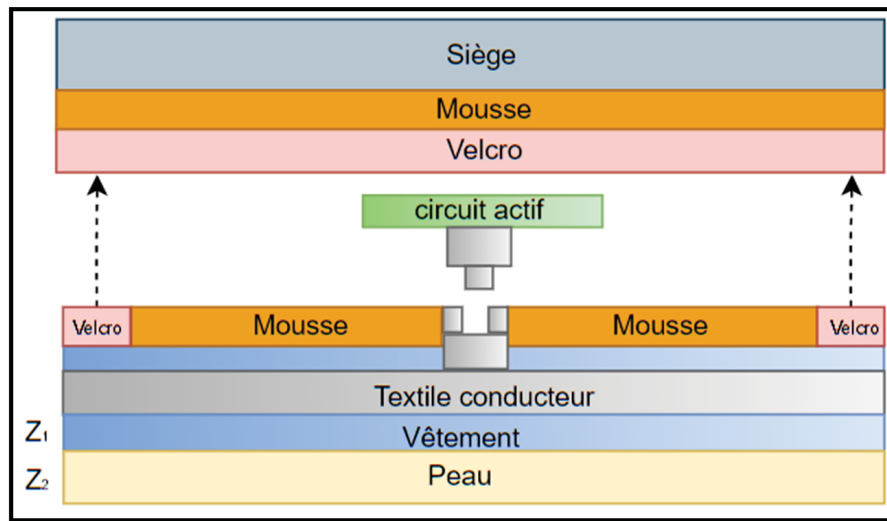 Siège
Mousse
Velcro
circuit actif
Velcro Mousse Mousse Velcro
Textile conducteur
Z₁ Vêtement
Z₂ Peau